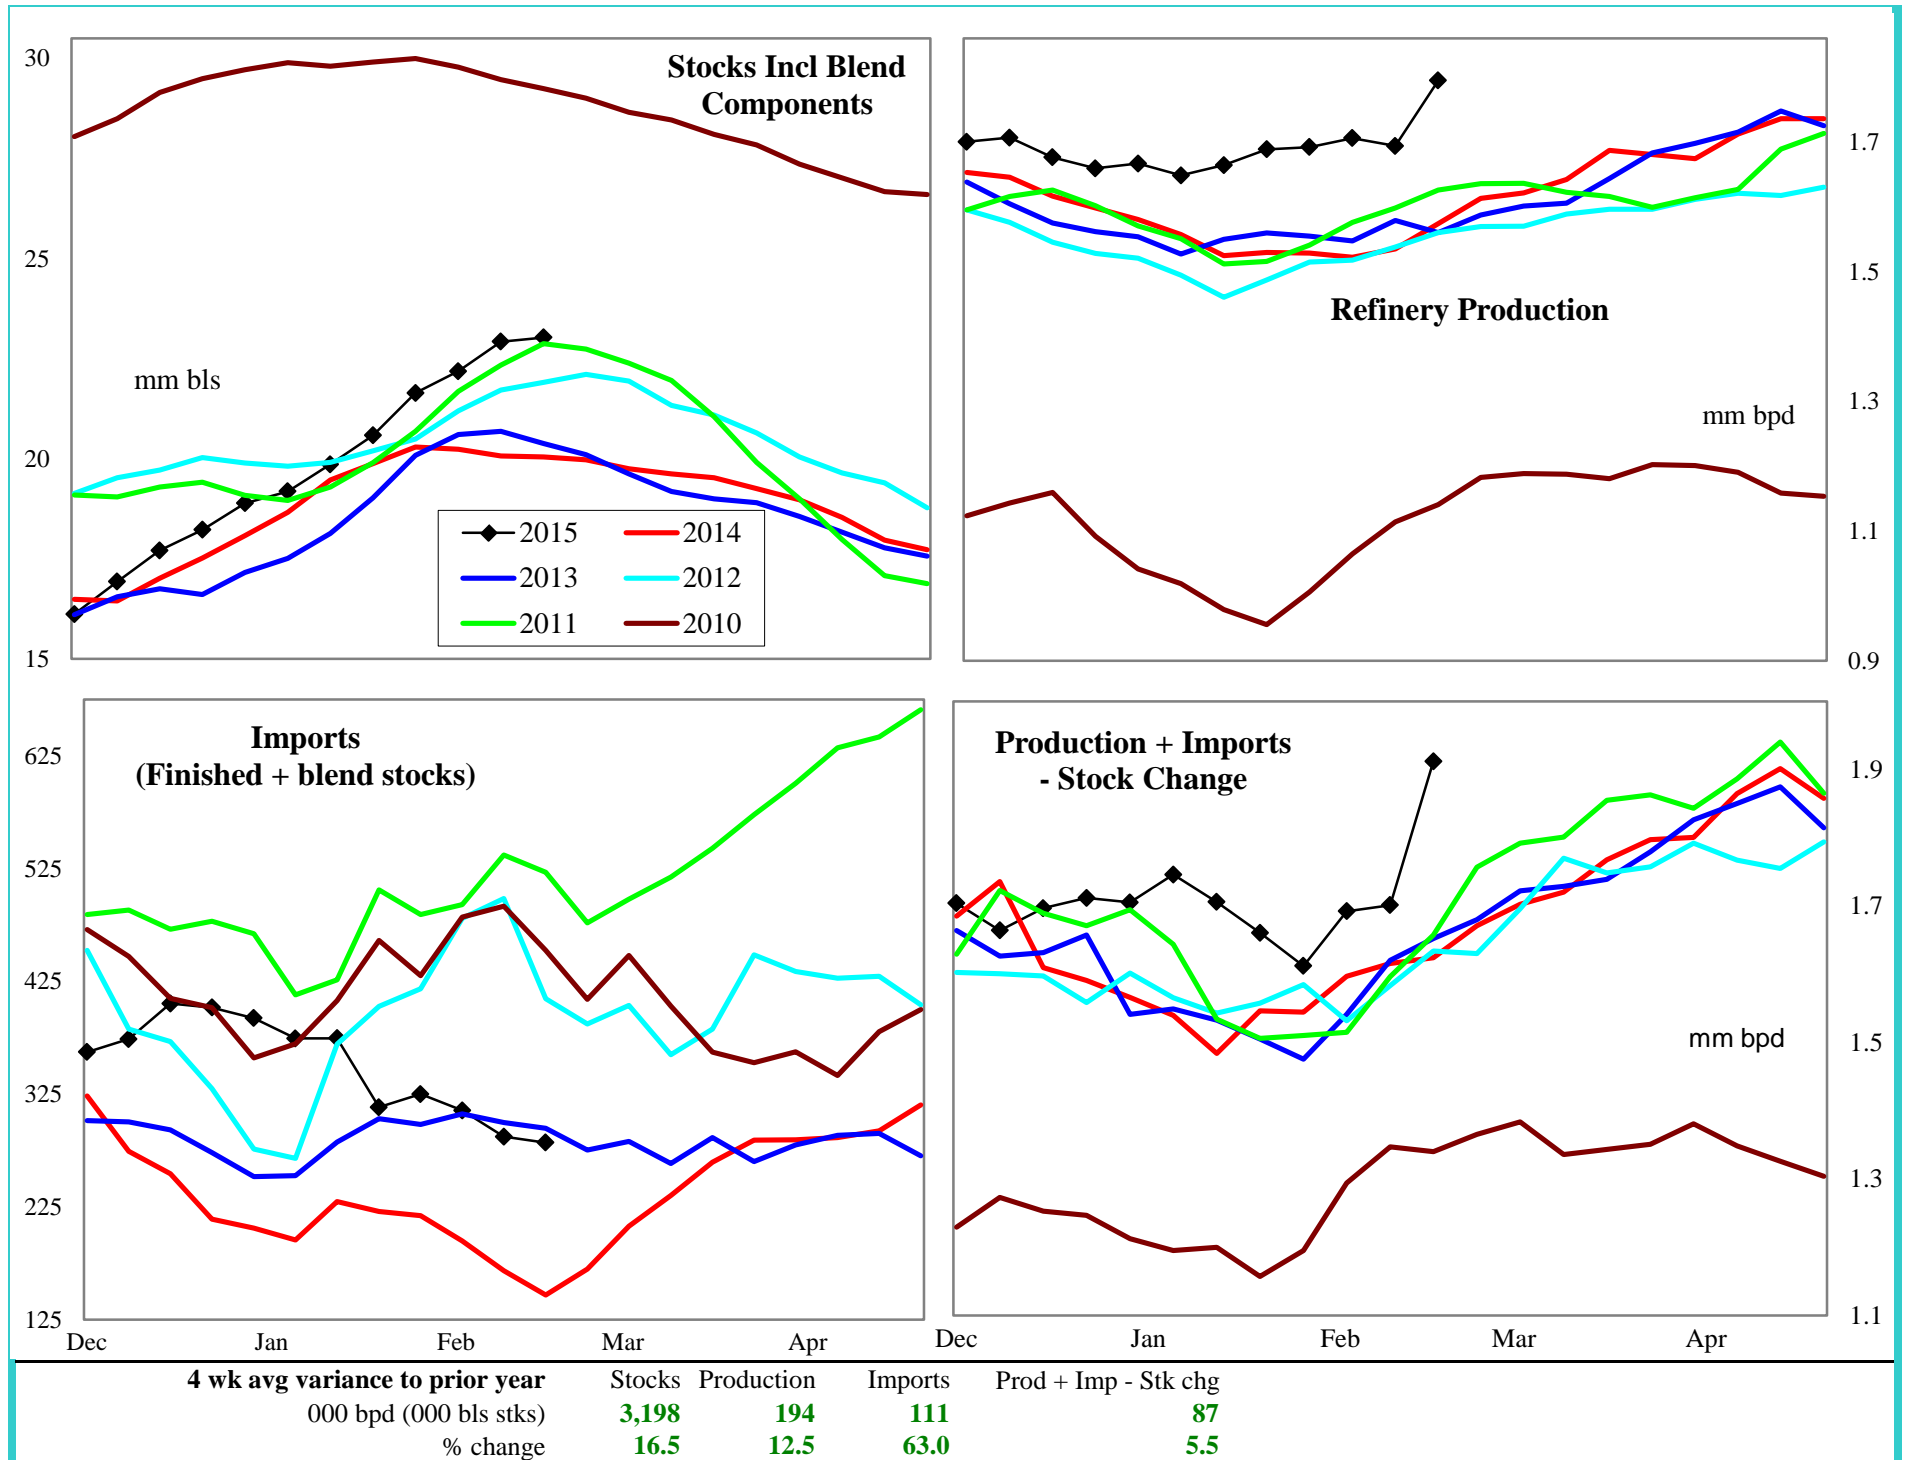 Stocks Incl Blend
Components
30
25
20
15
mm bls
2015
2014
2013
2012
2011
2010
Refinery Production
mm bpd
1.7
1.5
1.3
1.1
0.9
Imports
(Finished + blend stocks)
625
525
425
325
225
125
Dec Jan Feb Mar Apr
Production + Imports
- Stock Change
mm bpd
1.9
1.7
1.5
1.3
1.1
Dec Jan Feb Mar Apr
4 wk avg variance to prior year Stocks Production Imports Prod + Imp - Stk chg
000 bpd (000 bls stks) 3,198 194 111 87
% change 16.5 12.5 63.0 5.5